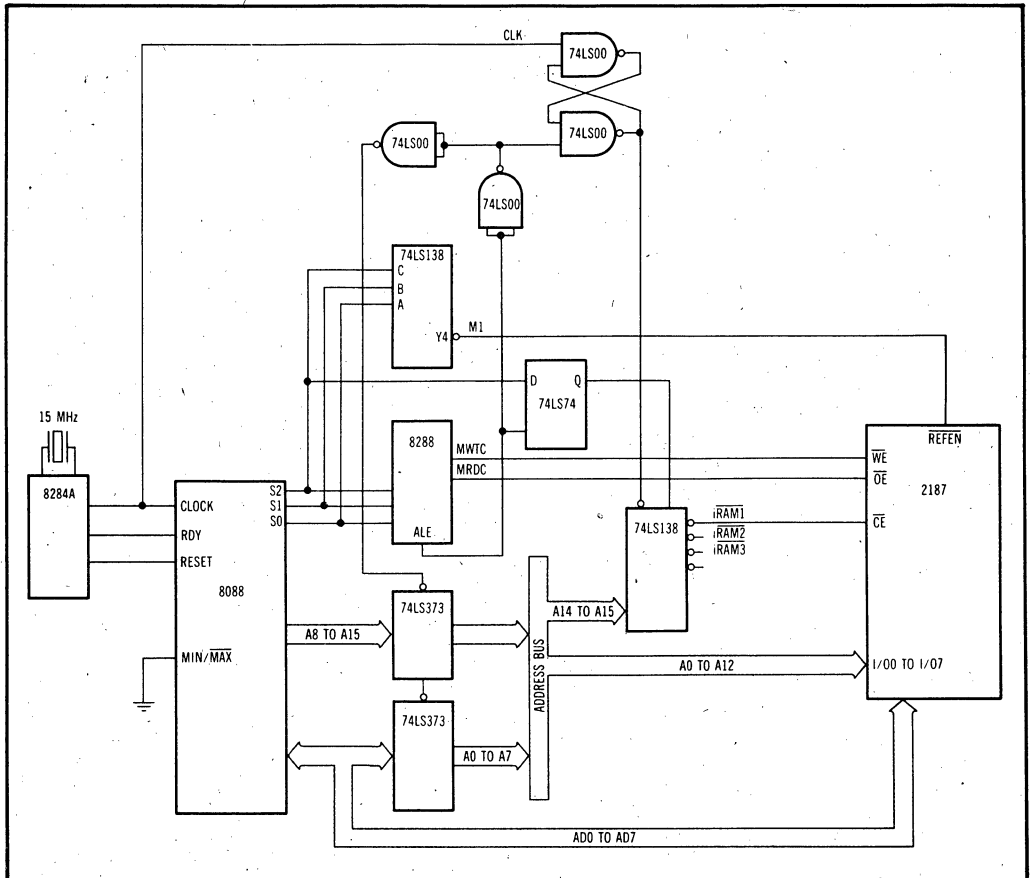 CLK
74LS00
74LS00
74LS00
74LS00
74LS138
C
B
A
Y4
M1
D Q
74LS74
15 MHz
8284A
CLOCK
RDY
RESET
8088
MIN/MAX
S2
S1
S0
8288
MWTC
MRDC
ALE
REFEN
WE
OE
2187
CE
74LS138
iRAM1
iRAM2
iRAM3
74LS373
A8 TO A15
74LS373
A0 TO A7
ADDRESS BUS
A14 TO A15
A0 TO A12
I/O0 TO I/O7
AD0 TO AD7